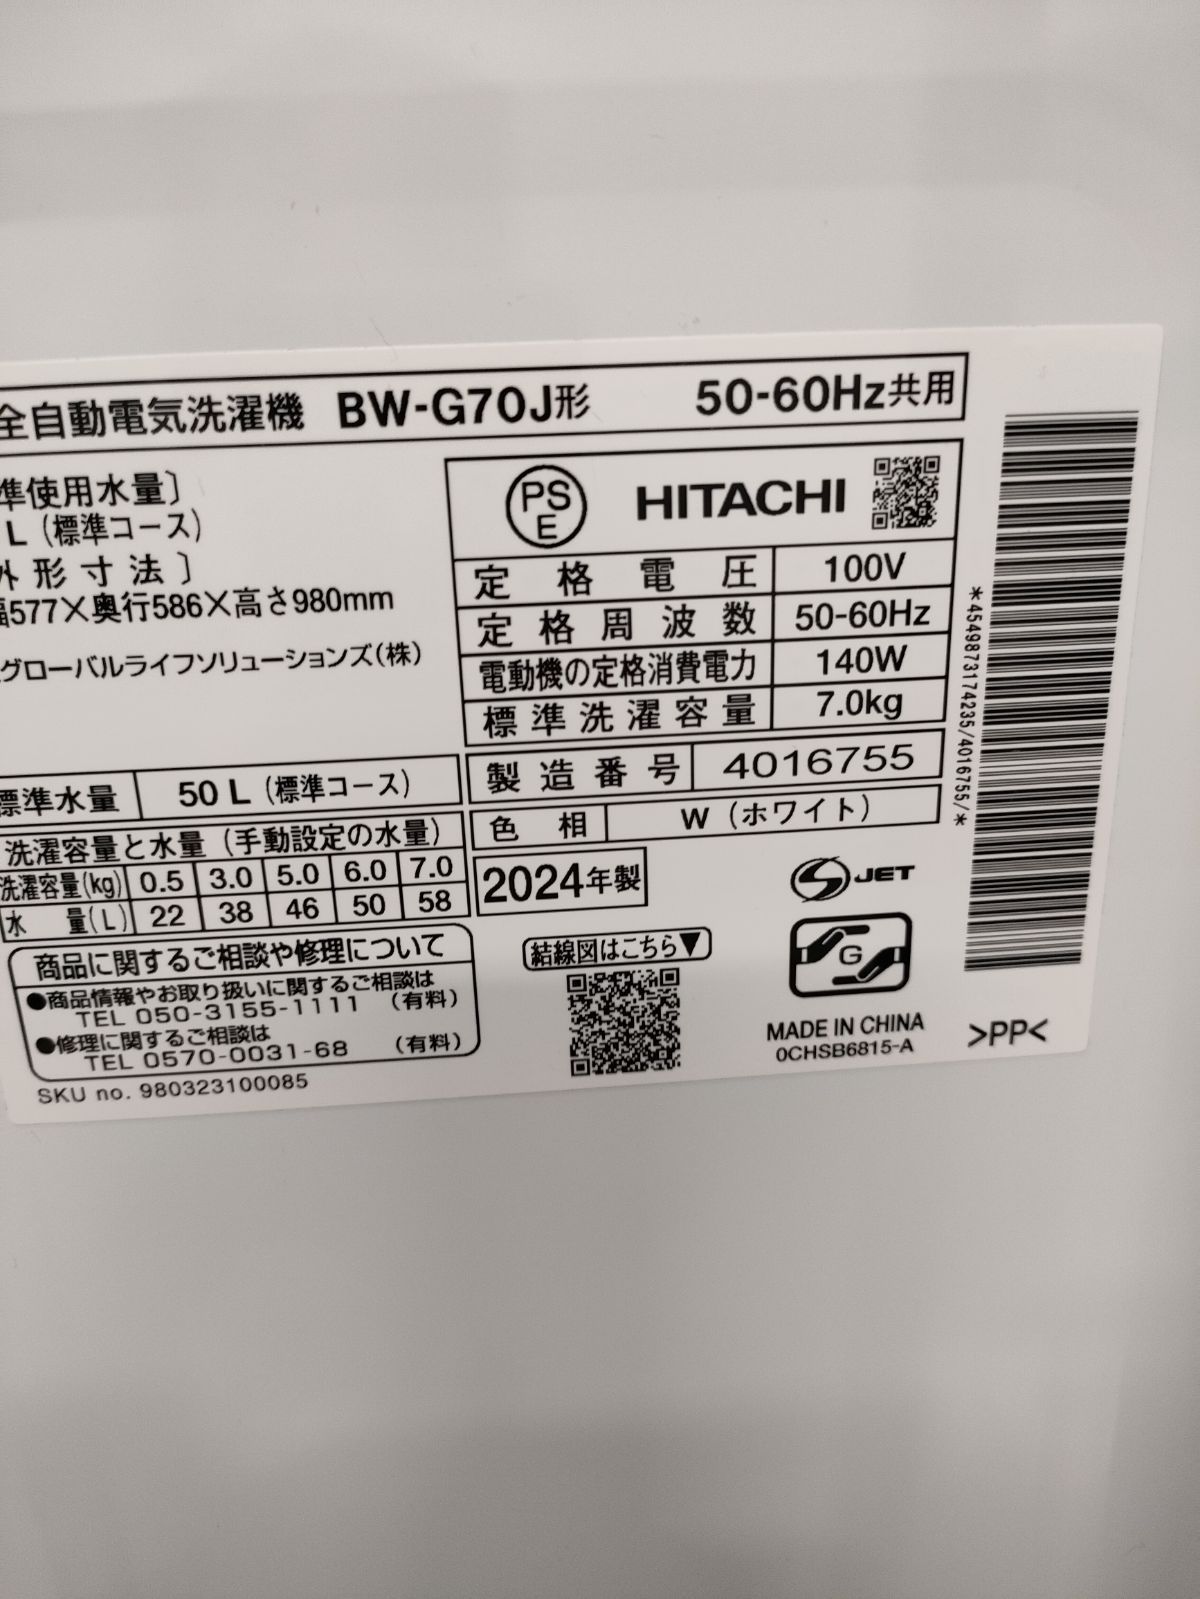 全自動電気洗濯機 BW-G70J形 50-60Hz共用
準使用水量〕
L (標準コース)
形寸法〕
577×奥行586×高さ980mm
グローバルライフソリューションズ(株)
PS
E
HITACHI
定格電圧 100V
定格周波数 50-60Hz
電動機の定格消費電力 140W
標準洗濯容量 7.0kg
製造番号 4016755
色相 W (ホワイト)
2024年製
標準水量 50 L (標準コース)
洗濯容量と水量 (手動設定の水量)
洗濯容量(kg) 0.5 3.0 5.0 6.0 7.0
水量(L) 22 38 46 50 58
商品に関するご相談や修理について
●商品情報やお取り扱いに関するご相談は
TEL 050-3155-1111 (有料)
●修理に関するご相談は
TEL 0570-0031-68 (有料)
SKU no. 980323100085
結線図はこちら▼
S JET
G
MADE IN CHINA
0CHSB6815-A
>PP<
*4549873174235/4016755/*